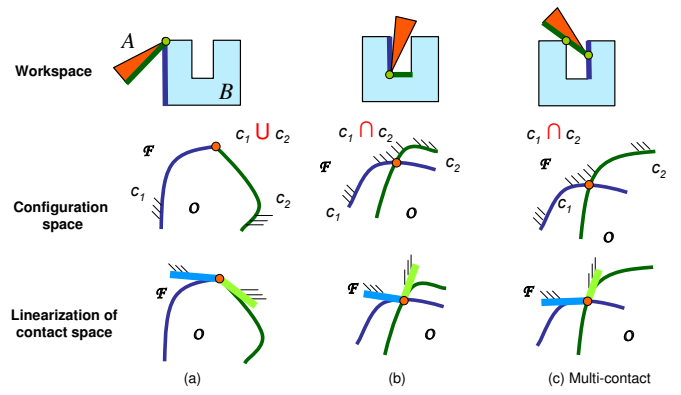 A
B
Workspace
c1 ∪ c2
c1 ∩ c2
c1 ∩ c2
F
F
F
c1
c2
c1
c2
c1
c2
O
O
O
Configuration
space
F
F
F
Linearization of
contact space
O
O
O
(a)
(b)
(c) Multi-contact